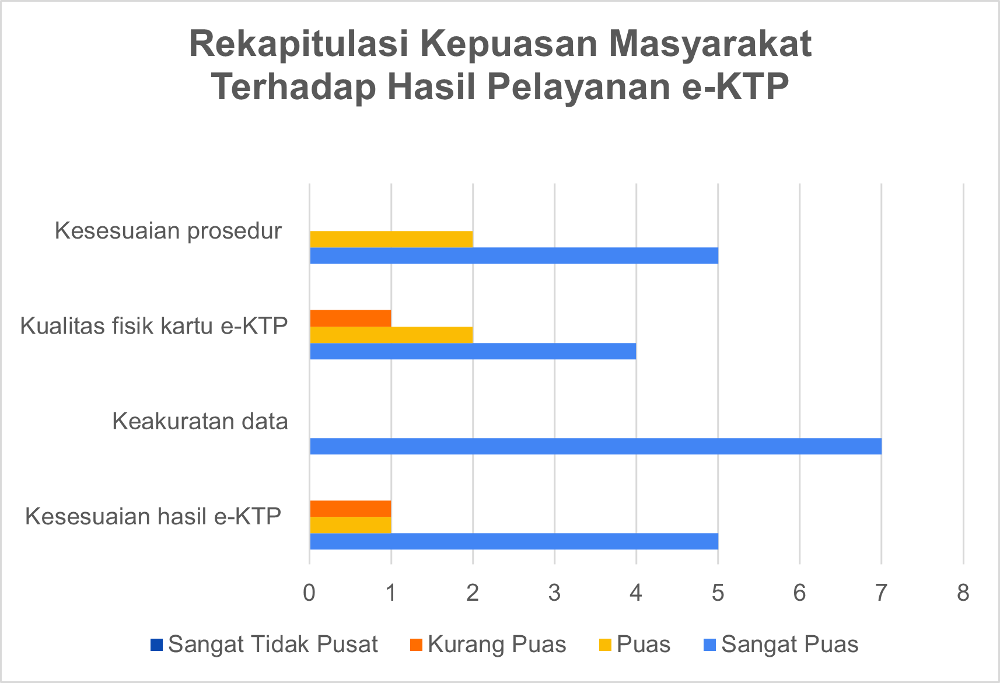 Rekapitulasi Kepuasan Masyarakat
Terhadap Hasil Pelayanan e-KTP
Kesesuaian prosedur
Kualitas fisik kartu e-KTP
Keakuratan data
Kesesuaian hasil e-KTP
0 1 2 3 4 5 6 7 8
Sangat Tidak Pusat Kurang Puas Puas Sangat Puas